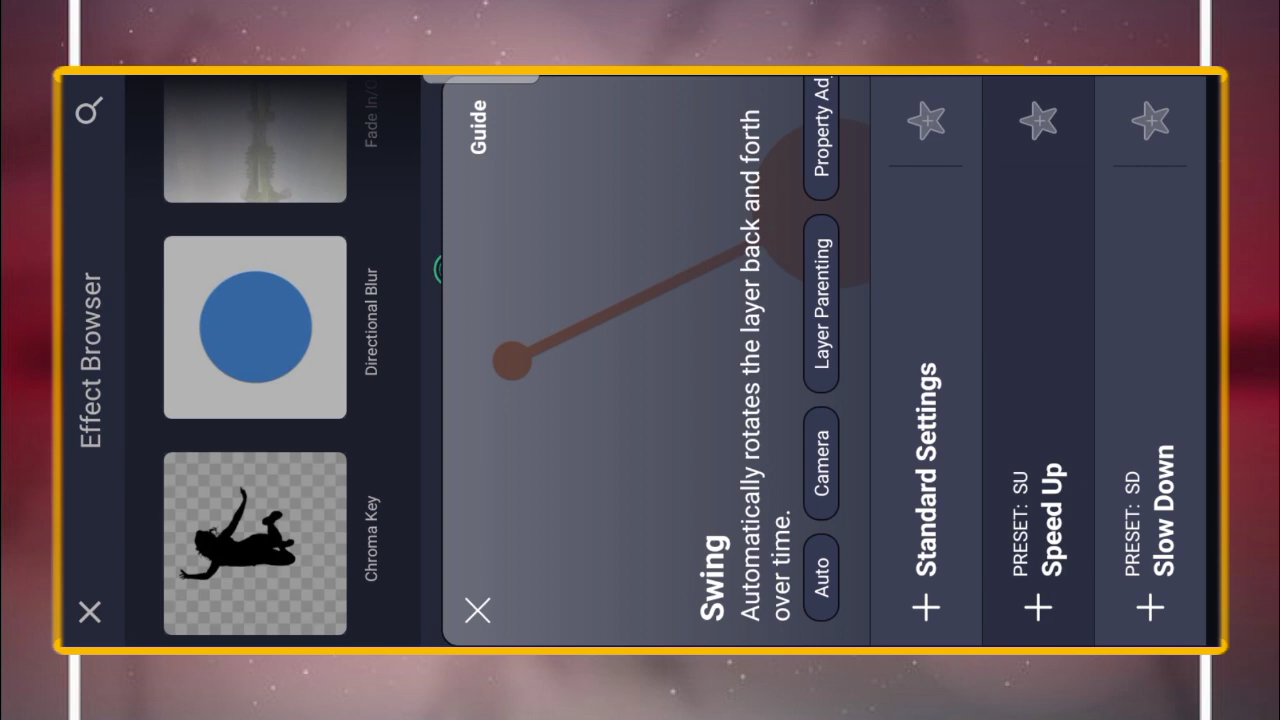 Effect Browser
Chroma Key
Directional Blur
Fade In/O
Guide
Swing
Automatically rotates the layer back and forth
over time.
Auto
Camera
Layer Parenting
Property Ad
Standard Settings
PRESET: SU
Speed Up
PRESET: SD
Slow Down